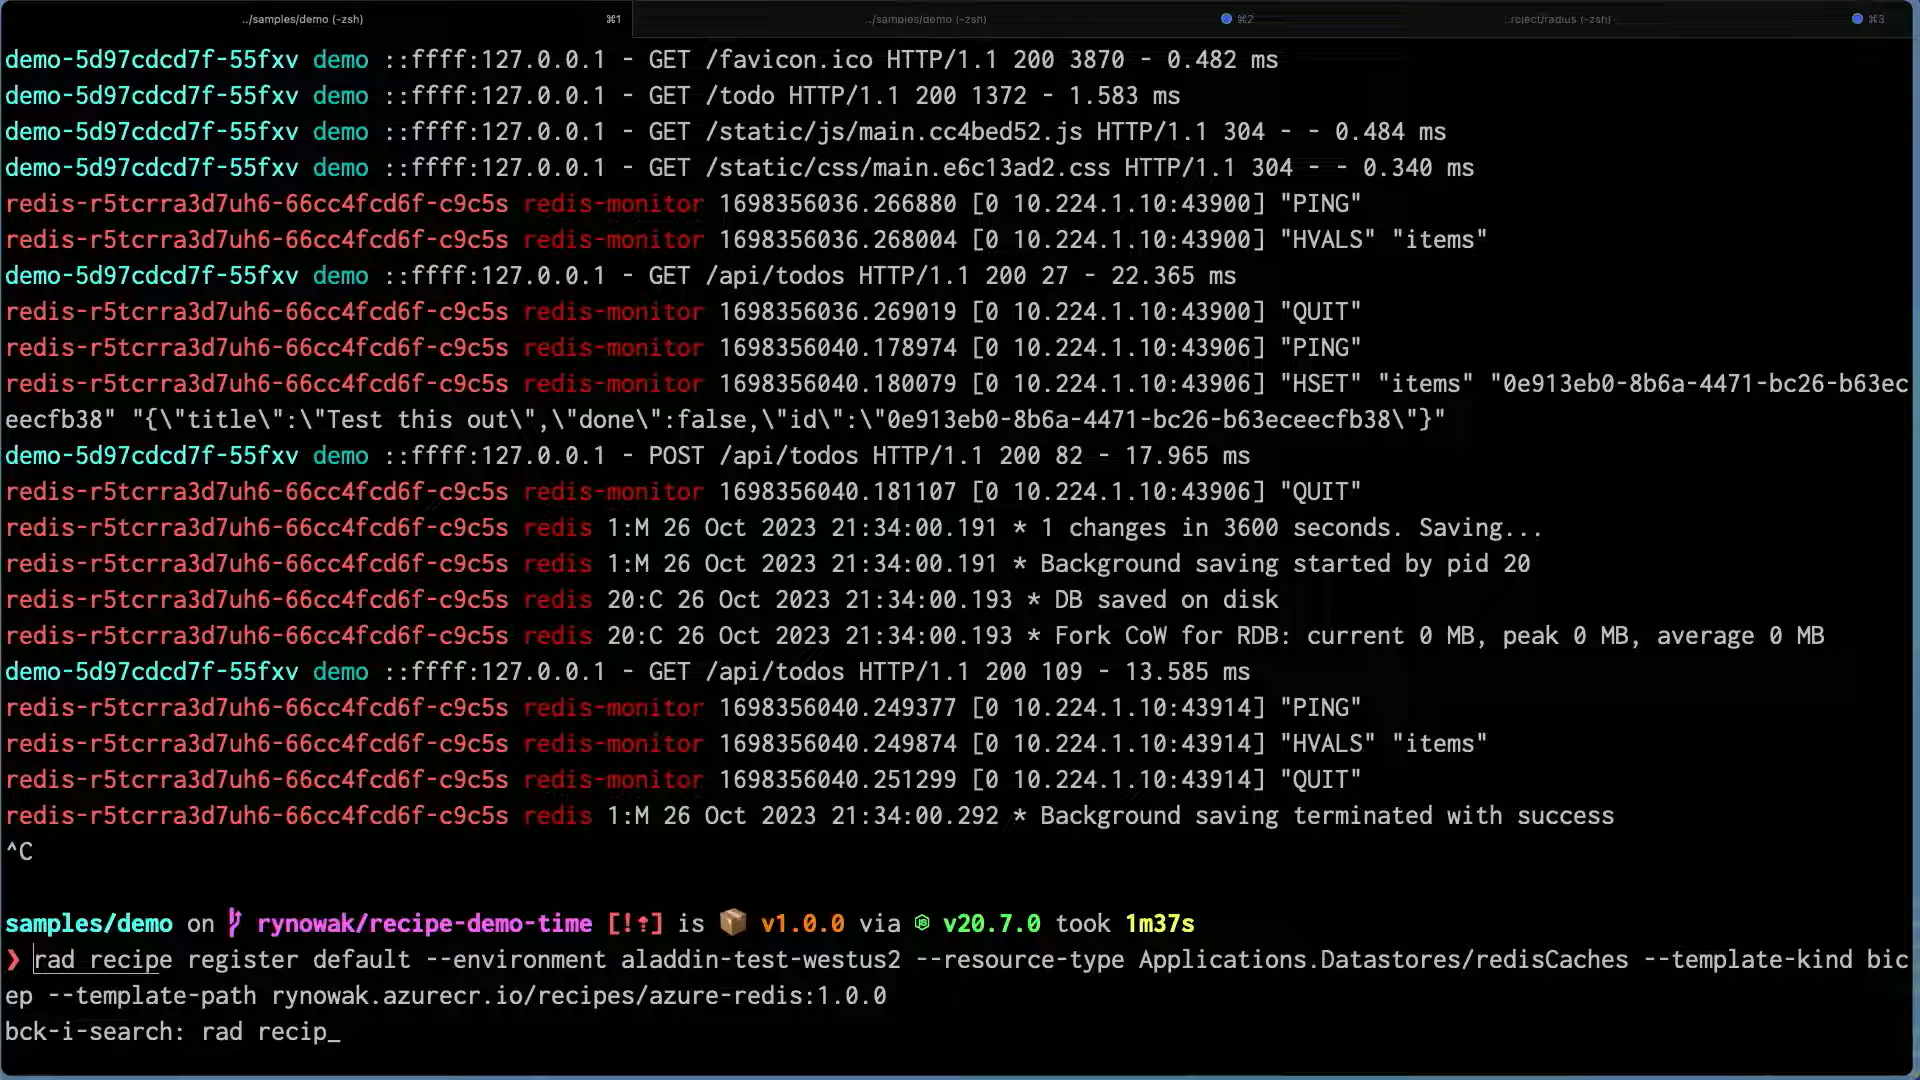 ../samples/demo (-zsh) ⌘1 ../samples/demo (-zsh) ⌘2 ..roject/radius (-zsh) ⌘3
demo-5d97cdcd7f-55fxv demo ::ffff:127.0.0.1 - GET /favicon.ico HTTP/1.1 200 3870 - 0.482 ms
demo-5d97cdcd7f-55fxv demo ::ffff:127.0.0.1 - GET /todo HTTP/1.1 200 1372 - 1.583 ms
demo-5d97cdcd7f-55fxv demo ::ffff:127.0.0.1 - GET /static/js/main.cc4bed52.js HTTP/1.1 304 - - 0.484 ms
demo-5d97cdcd7f-55fxv demo ::ffff:127.0.0.1 - GET /static/css/main.e6c13ad2.css HTTP/1.1 304 - - 0.340 ms
redis-r5tcrra3d7uh6-66cc4fcd6f-c9c5s redis-monitor 1698356036.266880 [0 10.224.1.10:43900] "PING"
redis-r5tcrra3d7uh6-66cc4fcd6f-c9c5s redis-monitor 1698356036.268004 [0 10.224.1.10:43900] "HVALS" "items"
demo-5d97cdcd7f-55fxv demo ::ffff:127.0.0.1 - GET /api/todos HTTP/1.1 200 27 - 22.365 ms
redis-r5tcrra3d7uh6-66cc4fcd6f-c9c5s redis-monitor 1698356036.269019 [0 10.224.1.10:43900] "QUIT"
redis-r5tcrra3d7uh6-66cc4fcd6f-c9c5s redis-monitor 1698356040.178974 [0 10.224.1.10:43906] "PING"
redis-r5tcrra3d7uh6-66cc4fcd6f-c9c5s redis-monitor 1698356040.180079 [0 10.224.1.10:43906] "HSET" "items" "0e913eb0-8b6a-4471-bc26-b63ec
eecfb38" "{\"title\":\"Test this out\",\"done\":false,\"id\":\"0e913eb0-8b6a-4471-bc26-b63eceecfb38\"}"
demo-5d97cdcd7f-55fxv demo ::ffff:127.0.0.1 - POST /api/todos HTTP/1.1 200 82 - 17.965 ms
redis-r5tcrra3d7uh6-66cc4fcd6f-c9c5s redis-monitor 1698356040.181107 [0 10.224.1.10:43906] "QUIT"
redis-r5tcrra3d7uh6-66cc4fcd6f-c9c5s redis 1:M 26 Oct 2023 21:34:00.191 * 1 changes in 3600 seconds. Saving...
redis-r5tcrra3d7uh6-66cc4fcd6f-c9c5s redis 1:M 26 Oct 2023 21:34:00.191 * Background saving started by pid 20
redis-r5tcrra3d7uh6-66cc4fcd6f-c9c5s redis 20:C 26 Oct 2023 21:34:00.193 * DB saved on disk
redis-r5tcrra3d7uh6-66cc4fcd6f-c9c5s redis 20:C 26 Oct 2023 21:34:00.193 * Fork CoW for RDB: current 0 MB, peak 0 MB, average 0 MB
demo-5d97cdcd7f-55fxv demo ::ffff:127.0.0.1 - GET /api/todos HTTP/1.1 200 109 - 13.585 ms
redis-r5tcrra3d7uh6-66cc4fcd6f-c9c5s redis-monitor 1698356040.249377 [0 10.224.1.10:43914] "PING"
redis-r5tcrra3d7uh6-66cc4fcd6f-c9c5s redis-monitor 1698356040.249874 [0 10.224.1.10:43914] "HVALS" "items"
redis-r5tcrra3d7uh6-66cc4fcd6f-c9c5s redis-monitor 1698356040.251299 [0 10.224.1.10:43914] "QUIT"
redis-r5tcrra3d7uh6-66cc4fcd6f-c9c5s redis 1:M 26 Oct 2023 21:34:00.292 * Background saving terminated with success
^C
samples/demo on rynowak/recipe-demo-time [!⇡] is 📦 v1.0.0 via v20.7.0 took 1m37s
❯ rad recipe register default --environment aladdin-test-westus2 --resource-type Applications.Datastores/redisCaches --template-kind bic
ep --template-path rynowak.azurecr.io/recipes/azure-redis:1.0.0
bck-i-search: rad recip_